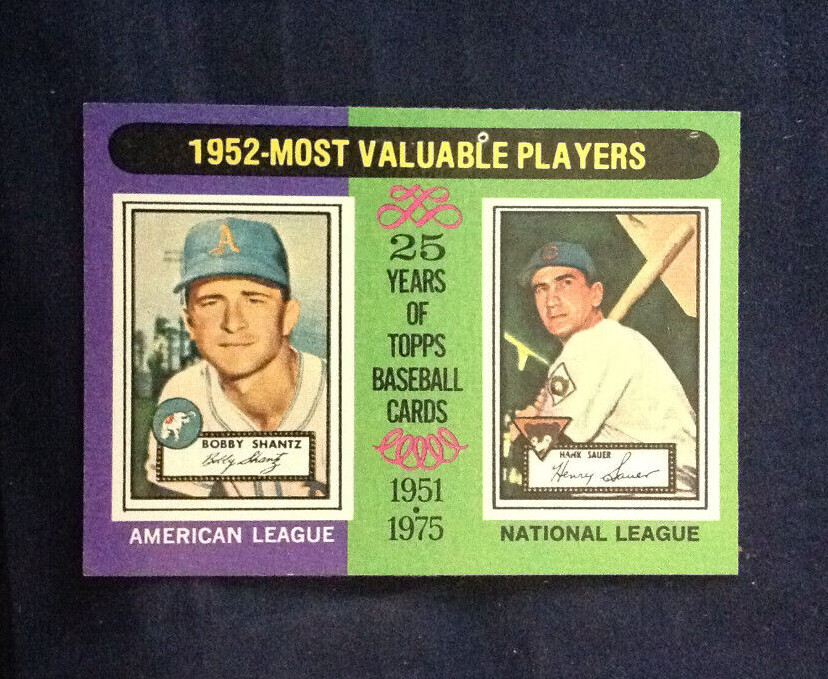 1952-MOST VALUABLE PLAYERS
A
BOBBY SHANTZ
Bobby Shantz
AMERICAN LEAGUE
25
YEARS
OF
TOPPS
BASEBALL
CARDS
1951
1975
HANK SAUER
Henry Sauer
NATIONAL LEAGUE